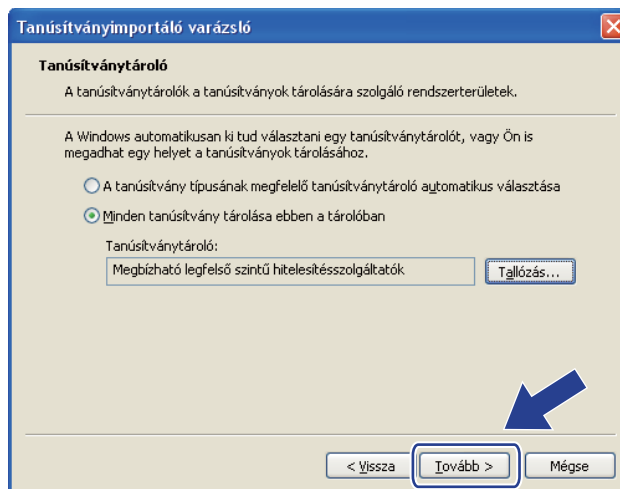 Tanúsítványimportáló varázsló
Tanúsítványtároló
A tanúsítványtárolók a tanúsítványok tárolására szolgáló rendszerterületek.
A Windows automatikusan ki tud választani egy tanúsítványtárolót, vagy Ön is
megadhat egy helyet a tanúsítványok tárolásához.
A tanúsítvány típusának megfelelő tanúsítványtároló automatikus választása
Minden tanúsítvány tárolása ebben a tárolóban
Tanúsítványtároló:
Megbízható legfelső szintű hitelesítésszolgáltatók
Tallózás...
< Vissza
Tovább >
Mégse